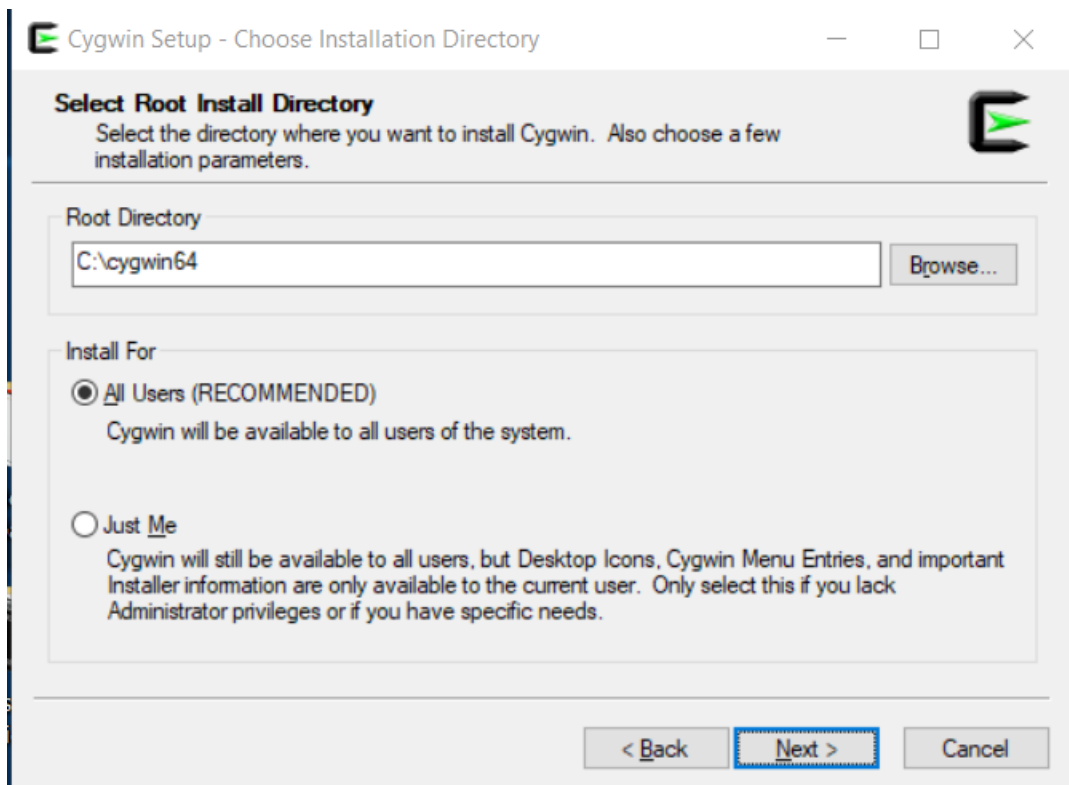 Cygwin Setup - Choose Installation Directory
Select Root Install Directory
Select the directory where you want to install Cygwin. Also choose a few
installation parameters.
Root Directory
C:\cygwin64
Browse...
Install For
All Users (RECOMMENDED)
Cygwin will be available to all users of the system.
Just Me
Cygwin will still be available to all users, but Desktop Icons, Cygwin Menu Entries, and important
Installer information are only available to the current user. Only select this if you lack
Administrator privileges or if you have specific needs.
< Back
Next >
Cancel